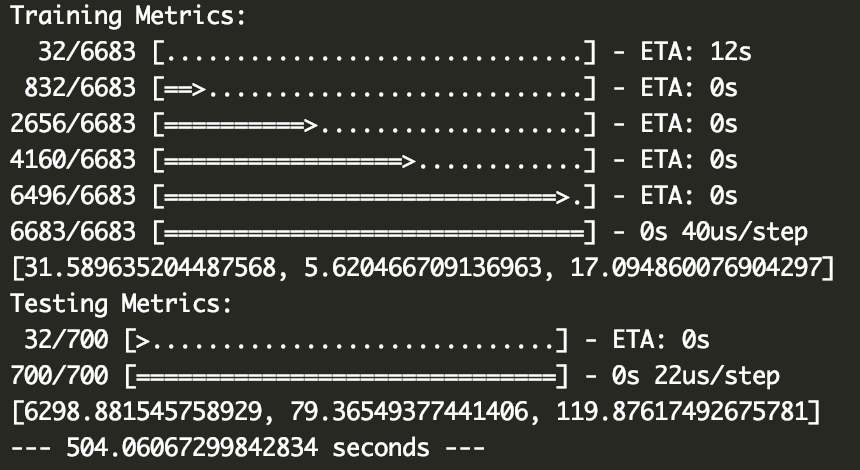 Training Metrics:
32/6683 [..............................] - ETA: 12s
832/6683 [==>...........................] - ETA: 0s
2656/6683 [==========>...................] - ETA: 0s
4160/6683 [=================>............] - ETA: 0s
6496/6683 [============================>.] - ETA: 0s
6683/6683 [==============================] - 0s 40us/step
[31.589635204487568, 5.620466709136963, 17.094860076904297]
Testing Metrics:
32/700 [>.............................] - ETA: 0s
700/700 [==============================] - 0s 22us/step
[6298.881545758929, 79.36549377441406, 119.87617492675781]
--- 504.06067299842834 seconds ---